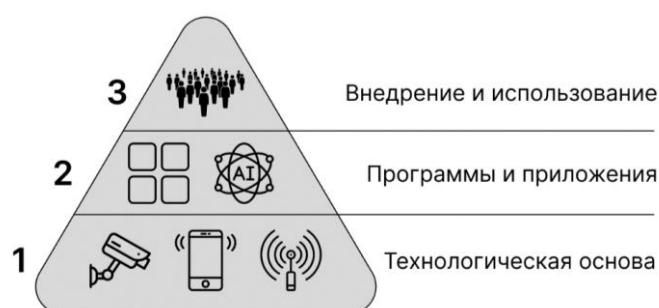 3
Внедрение и использование
2
AI
Программы и приложения
1
Технологическая основа